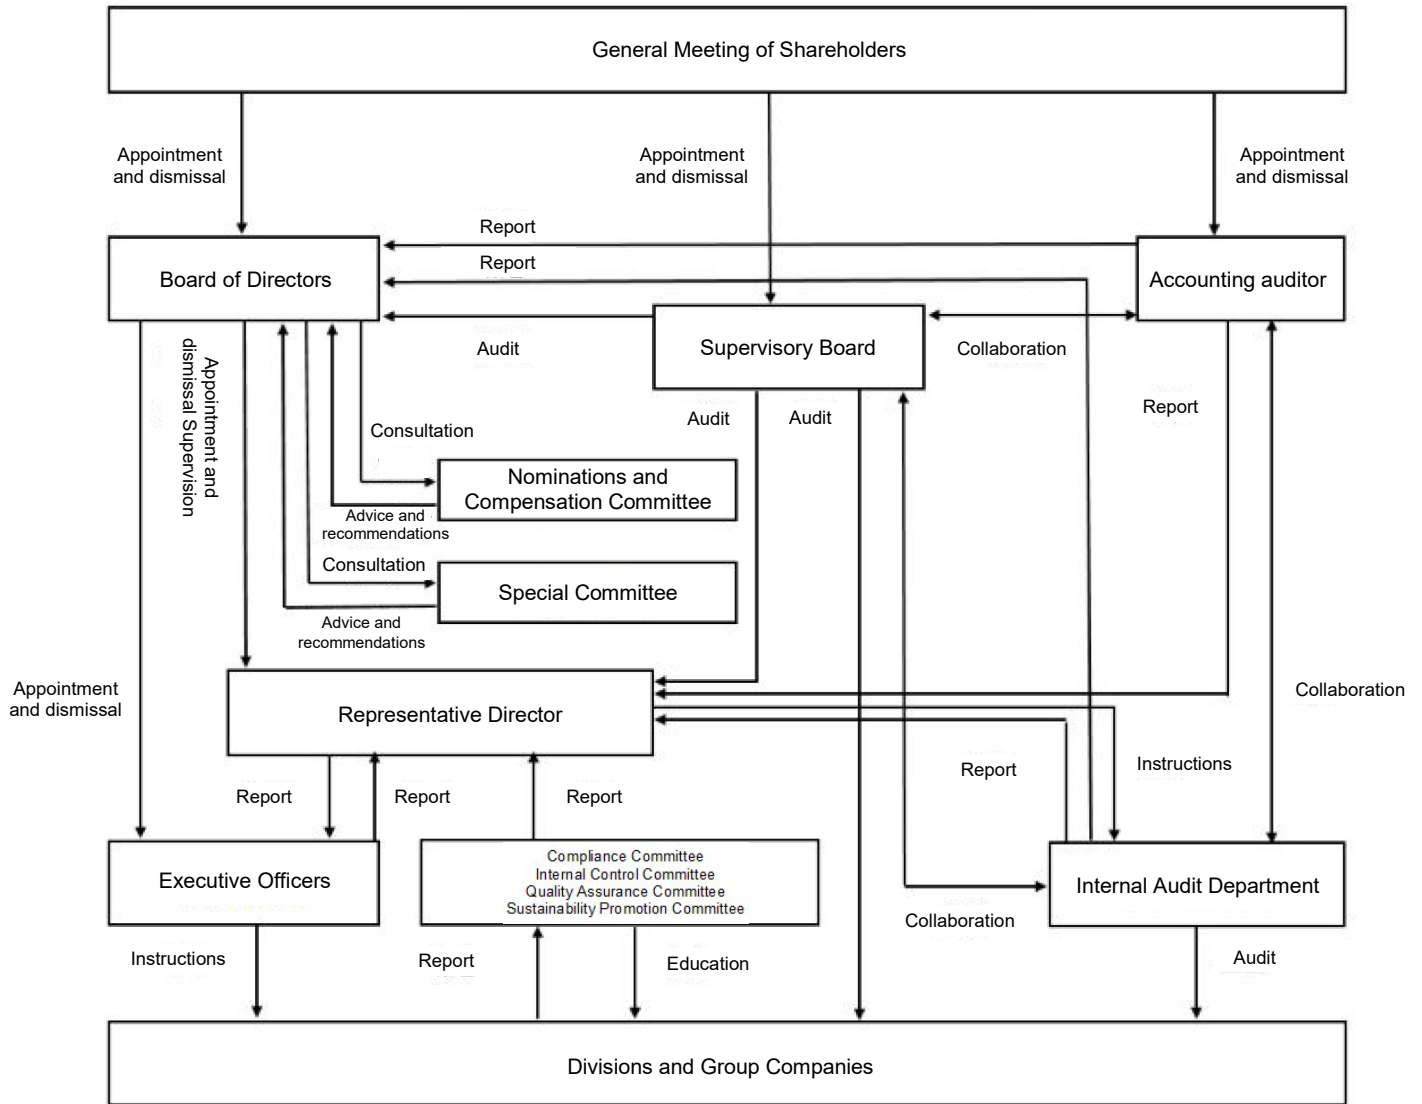 General Meeting of Shareholders
Appointment
and dismissal
Appointment
and dismissal
Appointment
and dismissal
Report
Report
Board of Directors
Accounting auditor
Audit
Supervisory Board
Collaboration
Appointment and
dismissal Supervision
Audit
Audit
Report
Consultation
Nominations and
Compensation Committee
Advice and
recommendations
Consultation
Special Committee
Advice and
recommendations
Appointment
and dismissal
Representative Director
Collaboration
Report
Report
Report
Report
Instructions
Executive Officers
Compliance Committee
Internal Control Committee
Quality Assurance Committee
Sustainability Promotion Committee
Internal Audit Department
Collaboration
Instructions
Report
Education
Audit
Divisions and Group Companies